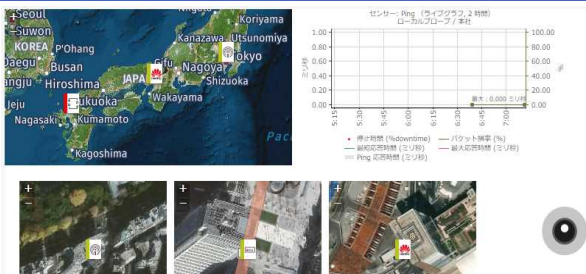 Seoul
Suwon
KOREA
P'Ohang
Daegu
Busan
Jeju
Hiroshima
Fukuoka
Nagasaki
Kumamoto
Kagoshima
JAPA
Gifu
Kanazawa
Utsunomiya
Koriyama
okyo
Nagoya
Shizuoka
Wakayama
センサー: Ping (ライブグラフ, 2 時間)
ローカルプローブ / 本社
1.00
0.80
0.60
0.40
0.20
0.00
ミリ秒
100.00
80.00
60.00
40.00
20.00
0.00
%
最大 : 0.000 ミリ秒
5:15
5:30
5:45
6:00
6:15
6:30
6:45
7:00
停止時間 (%downtime)
パケット損率 (%)
最短応答時間 (ミリ秒)
最大応答時間 (ミリ秒)
Ping 応答時間 (ミリ秒)
+
−
+
−
+
−